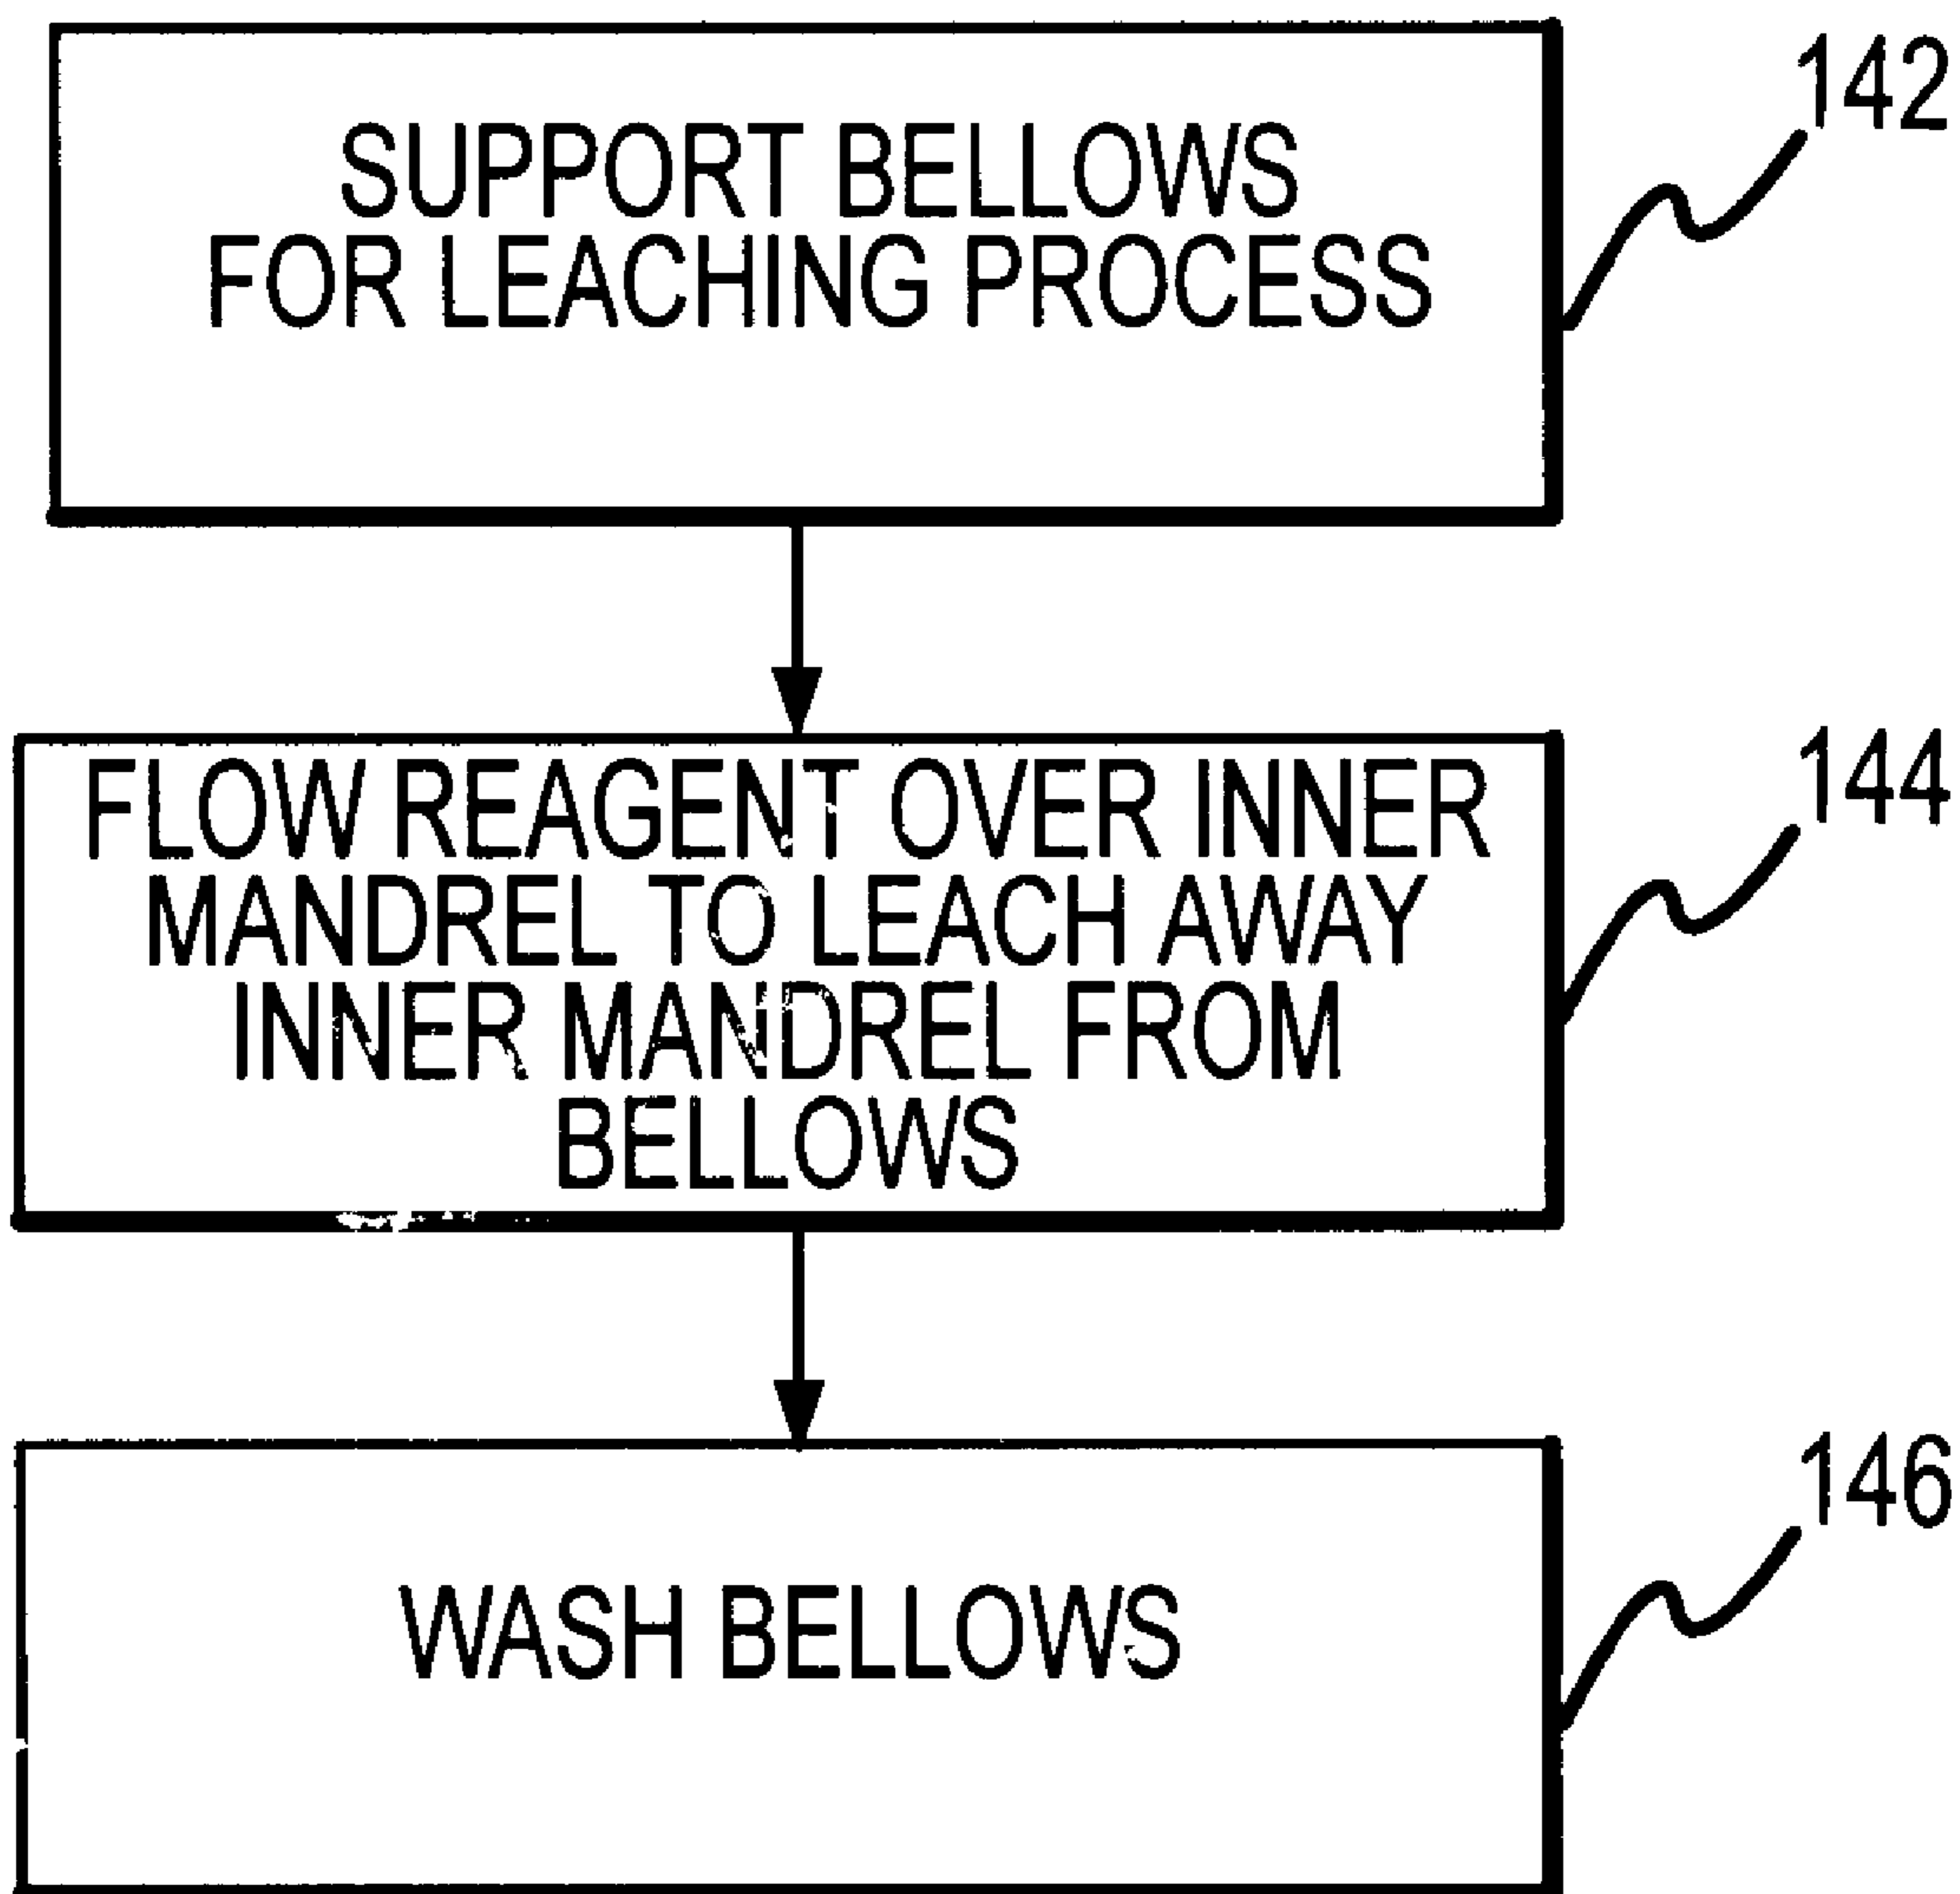 SUPPORT BELLOWS
FOR LEACHING PROCESS
142
FLOW REAGENT OVER INNER
MANDREL TO LEACH AWAY
INNER MANDREL FROM
BELLOWS
144
WASH BELLOWS
146